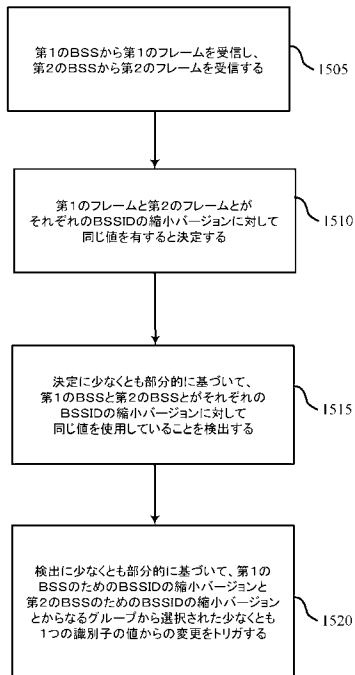 第1のBSSから第1のフレームを受信し、
第2のBSSから第2のフレームを受信する
1505
第1のフレームと第2のフレームとが
それぞれのBSSIDの縮小バージョンに対して
同じ値を有すると決定する
1510
決定に少なくとも部分的に基づいて、
第1のBSSと第2のBSSとがそれぞれの
BSSIDの縮小バージョンに対して
同じ値を使用していることを検出する
1515
検出に少なくとも部分的に基づいて、第1の
BSSのためのBSSIDの縮小バージョンと
第2のBSSのためのBSSIDの縮小バージョン
とからなるグループから選択された少なくとも
1つの識別子の値からの変更をトリガする
1520